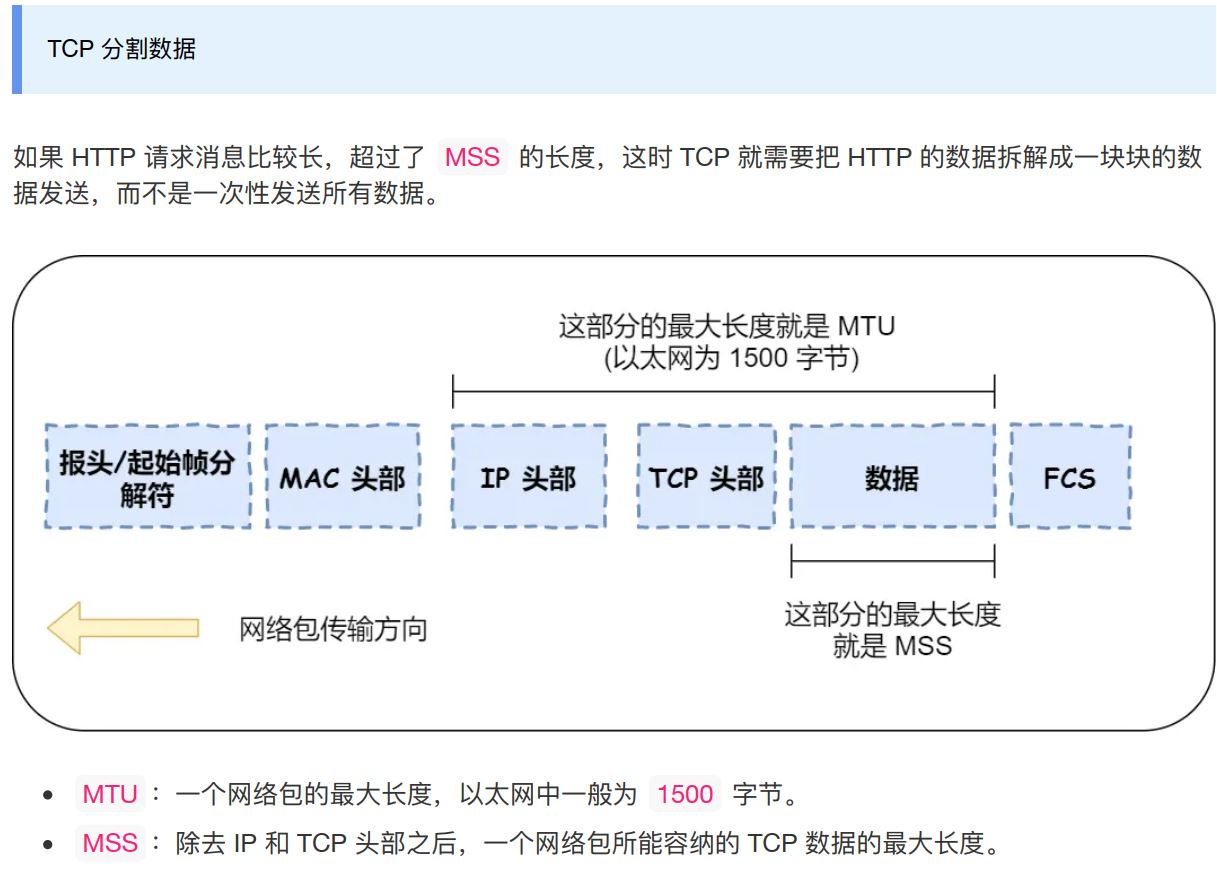 TCP 分割数据
如果 HTTP 请求消息比较长，超过了 MSS 的长度，这时 TCP 就需要把 HTTP 的数据拆解成一块块的数
据发送，而不是一次性发送所有数据。
这部分的最大长度就是 MTU
(以太网为 1500 字节)
报头/起始帧分
解符
MAC 头部
IP 头部
TCP 头部
数据
FCS
网络包传输方向
这部分的最大长度
就是 MSS
MTU：一个网络包的最大长度，以太网中一般为 1500 字节。
MSS：除去 IP 和 TCP 头部之后，一个网络包所能容纳的 TCP 数据的最大长度。